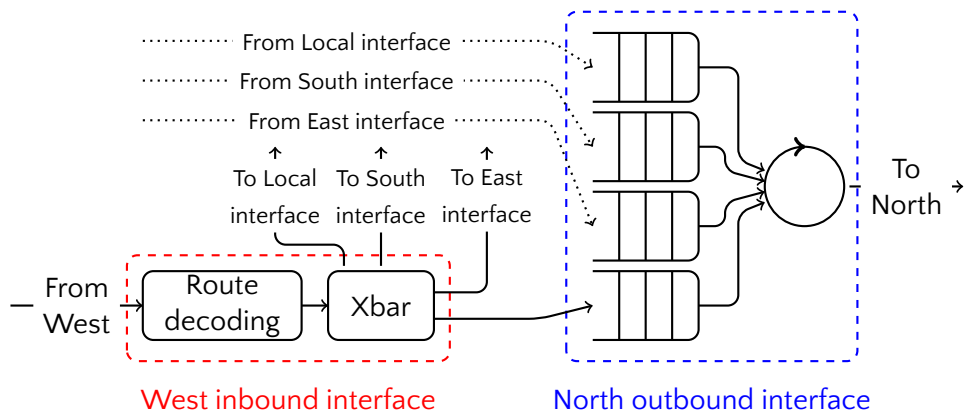 From Local interface
From South interface
From East interface
To Local
interface
To South
interface
To East
interface
To
North
From
West
Route
decoding
Xbar
West inbound interface
North outbound interface